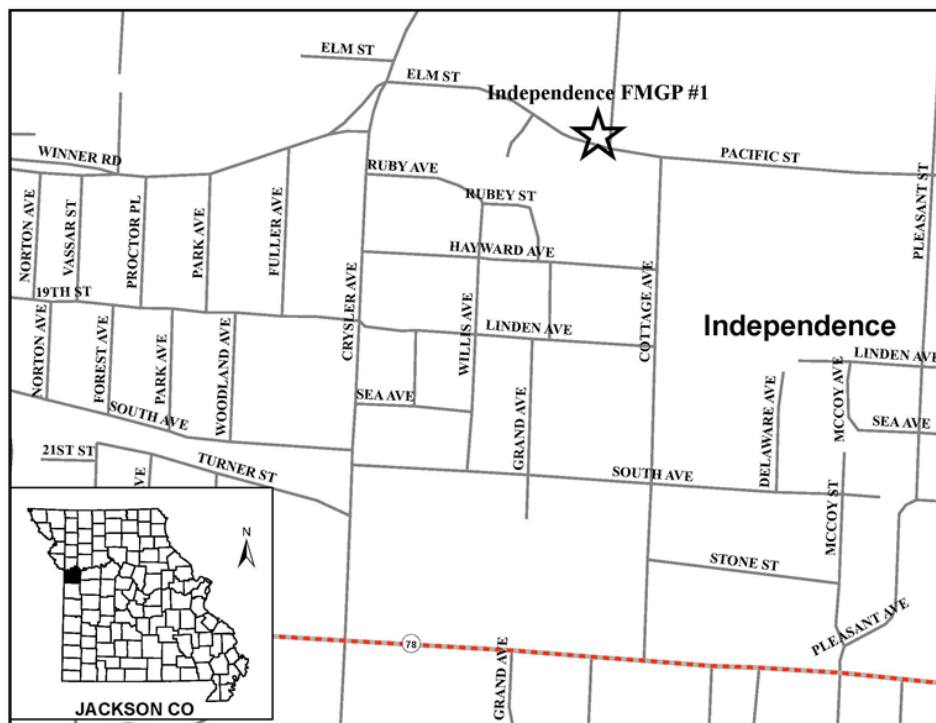 ELM ST
ELM ST
Independence FMGP #1
WINNER RD
PACIFIC ST
RUBY AVE
RUBEY ST
PLEASANT ST
NORTON AVE
VASSAR ST
PROCTOR PL
PARK AVE
FULLER AVE
HAYWARD AVE
19TH ST
CRYSLER AVE
WILLIS AVE
COTTAGE AVE
LINDEN AVE
Independence
LINDEN AVE
NORTON AVE
FOREST AVE
PARK AVE
WOODLAND AVE
SEA AVE
GRAND AVE
DELAWARE AVE
MCCOY AVE
SEA AVE
SOUTH AVE
21ST ST
VE
TURNER ST
SOUTH AVE
MCCOY ST
N
STONE ST
PLEASANT AVE
78
GRAND AVE
JACKSON CO